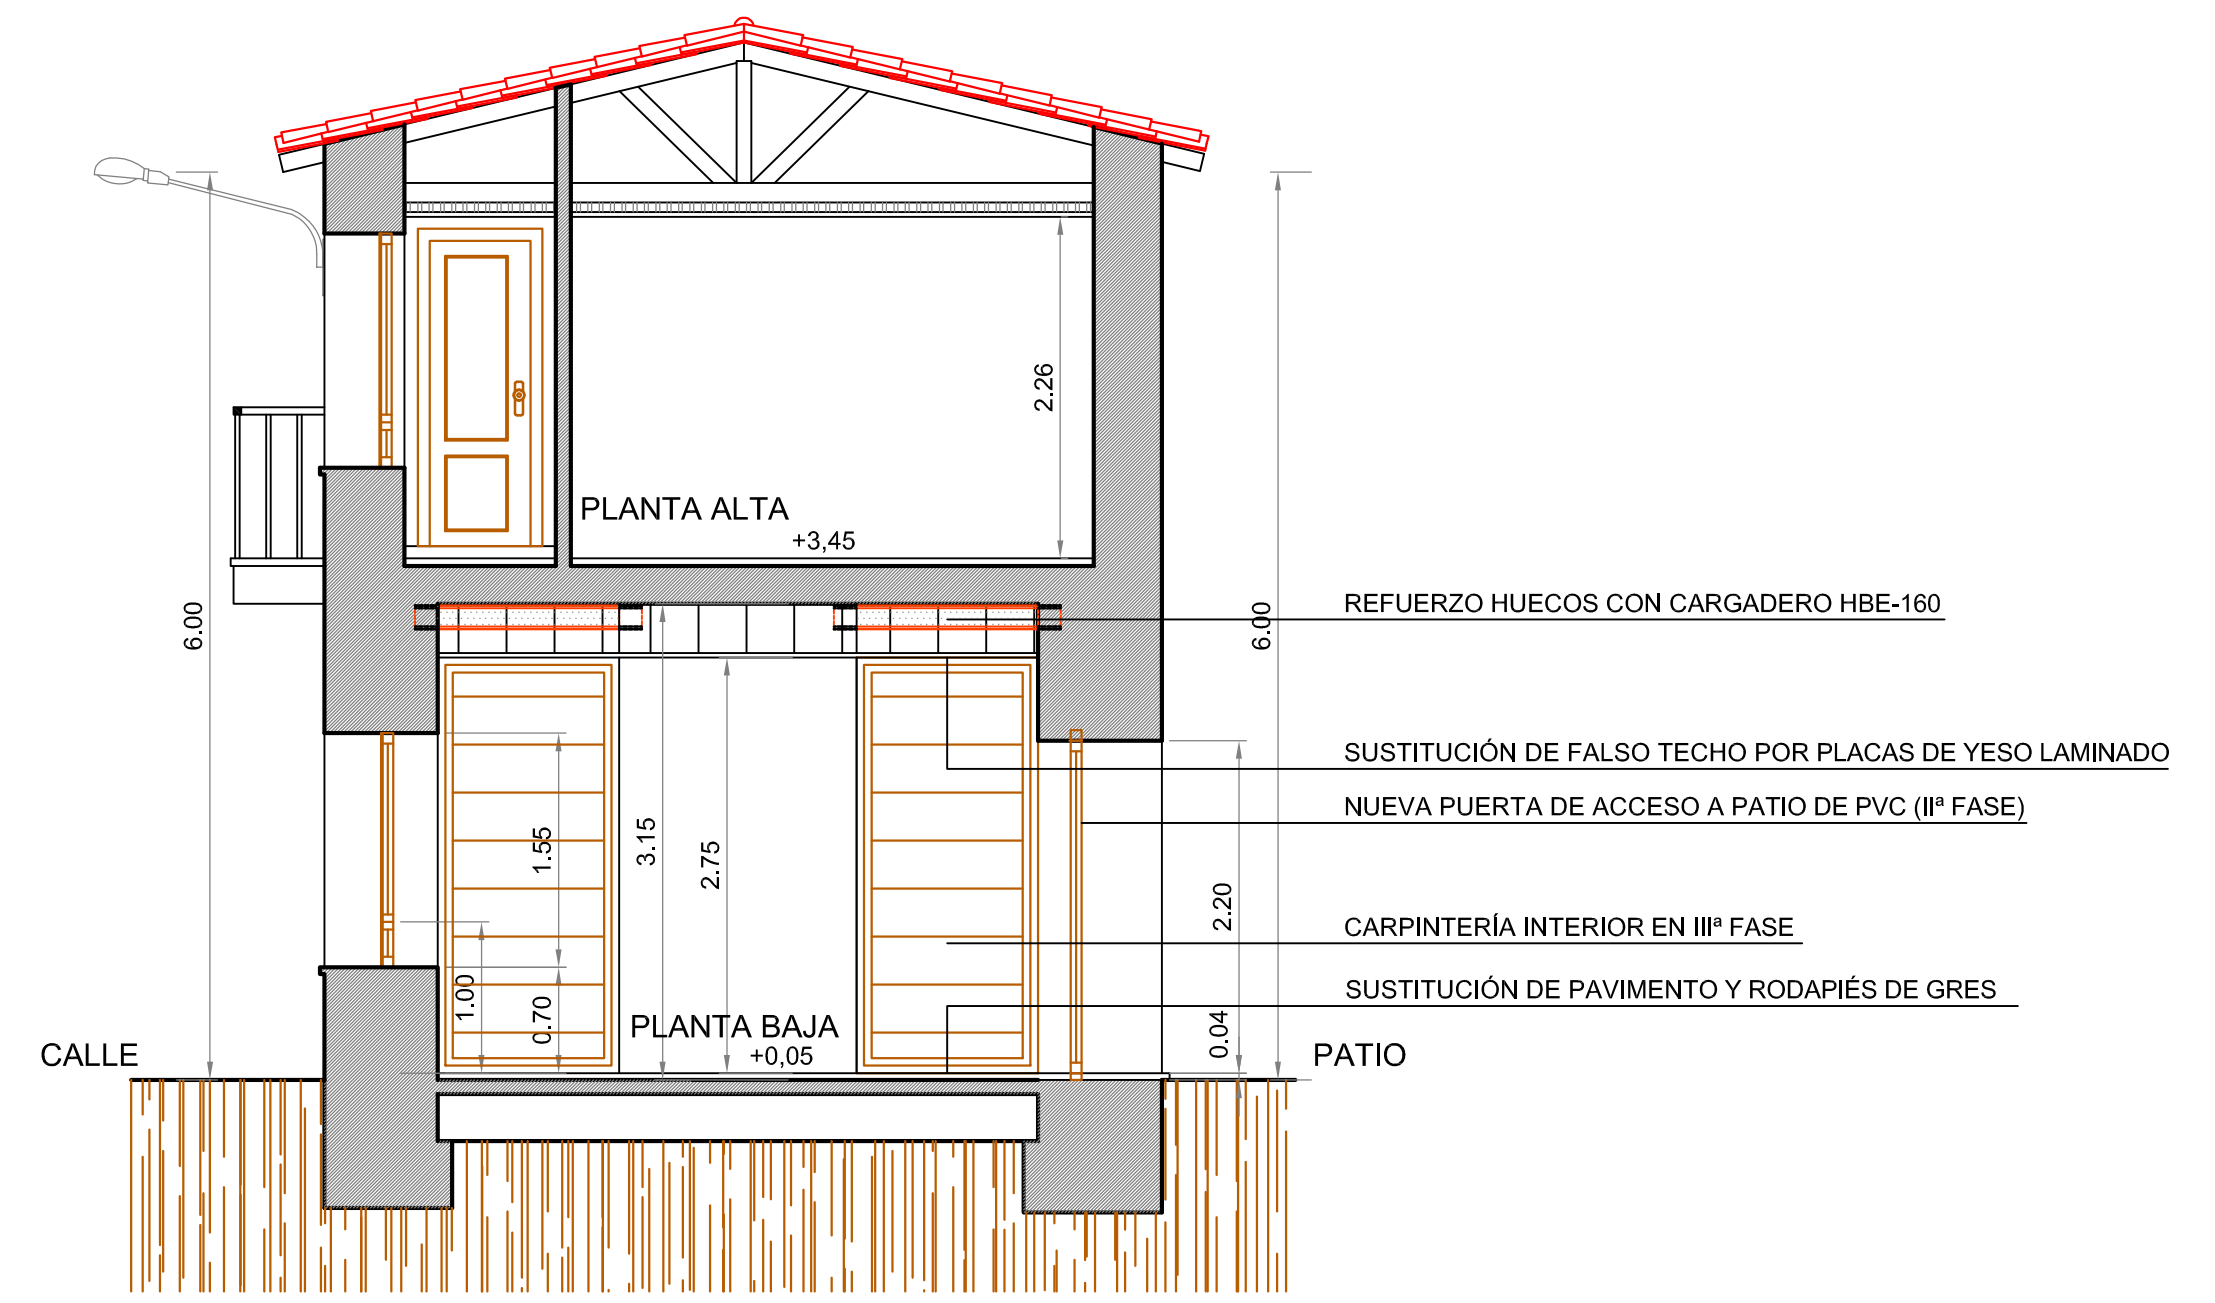 2.26
PLANTA ALTA
+3,45
6.00
6.00
REFUERZO HUECOS CON CARGADERO HBE-160
SUSTITUCIÓN DE FALSO TECHO POR PLACAS DE YESO LAMINADO
NUEVA PUERTA DE ACCESO A PATIO DE PVC (IIª FASE)
1.55
3.15
2.75
2.20
CARPINTERÍA INTERIOR EN IIIª FASE
1.00
0.70
SUSTITUCIÓN DE PAVIMENTO Y RODAPIÉS DE GRES
PLANTA BAJA
+0,05
0.04
CALLE
PATIO